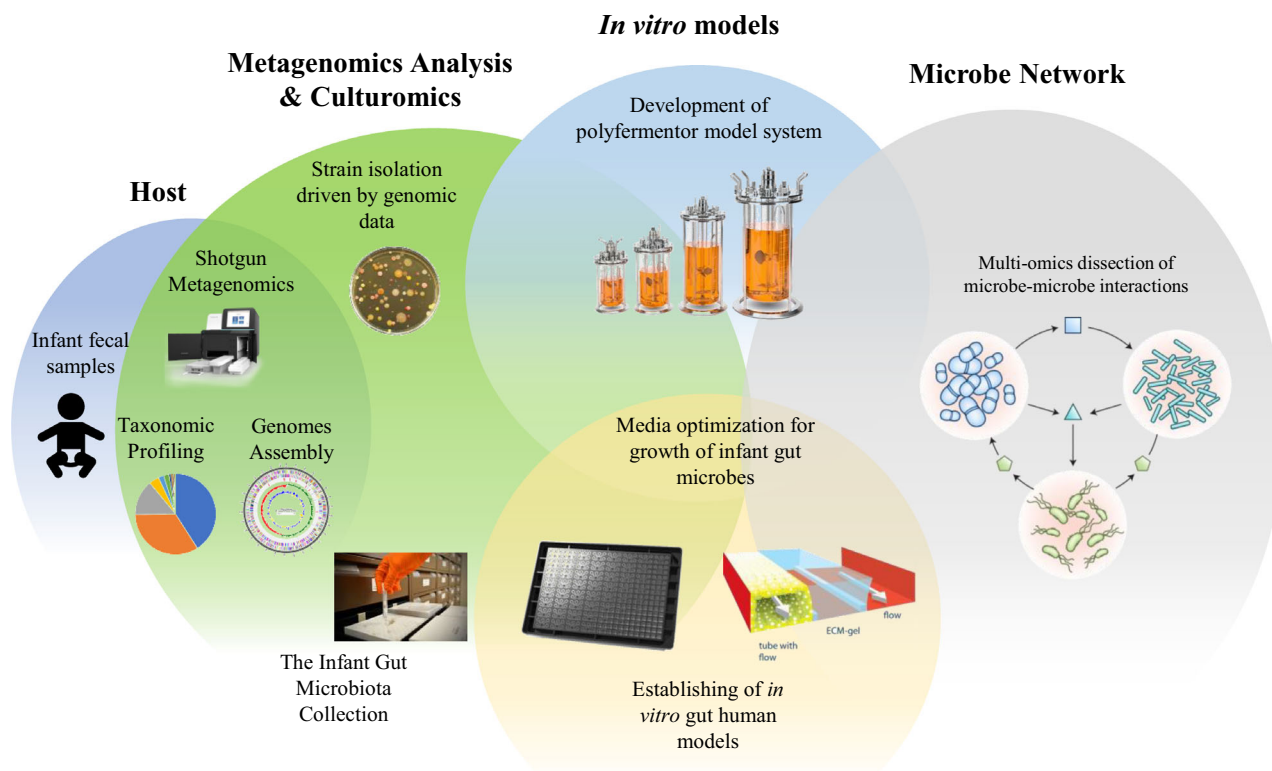 In vitro models
Metagenomics Analysis
& Culturomics
Microbe Network
Host
Development of
polyfermentor model system
Strain isolation
driven by genomic
data
Shotgun
Metagenomics
Infant fecal
samples
Taxonomic
Profiling
Genomes
Assembly
Multi-omics dissection of
microbe-microbe interactions
Media optimization for
growth of infant gut
microbes
The Infant Gut
Microbiota
Collection
tube with
flow
ECM-gel
flow
Establishing of in
vitro gut human
models